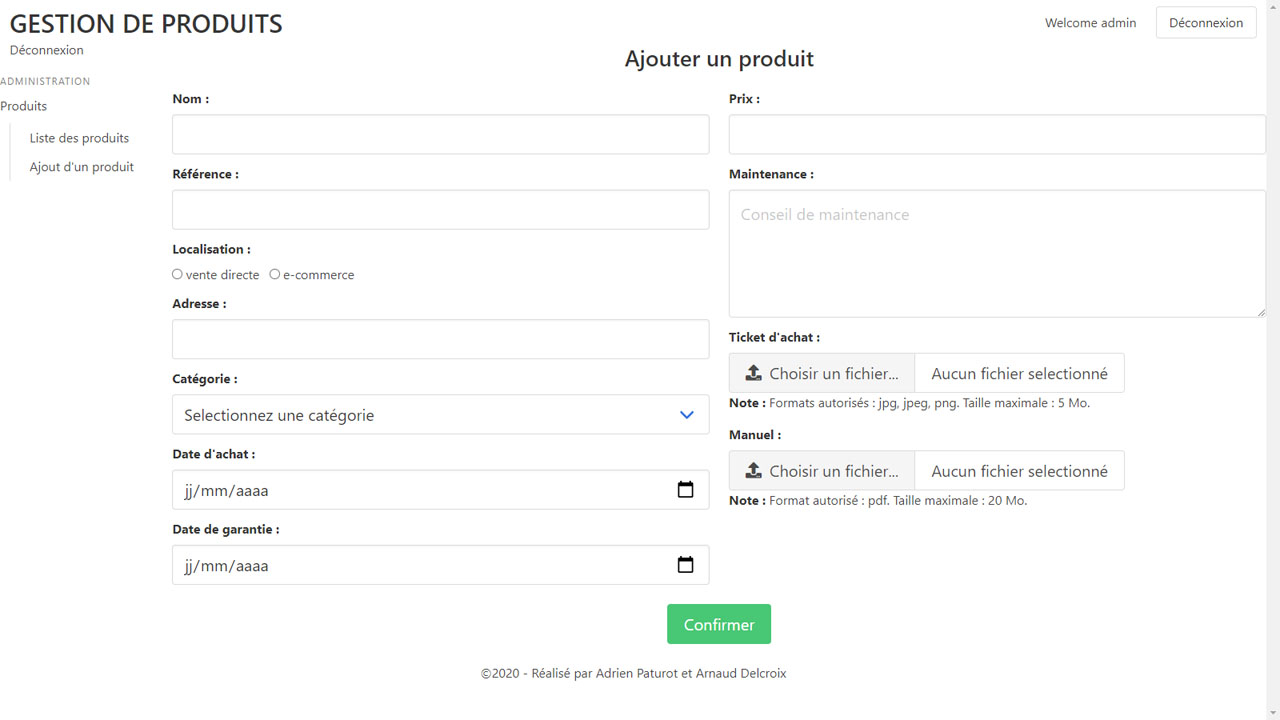 GESTION DE PRODUITS
Welcome admin
Déconnexion
Déconnexion
ADMINISTRATION
Produits
Liste des produits
Ajout d'un produit
Ajouter un produit
Nom :
Référence :
Localisation :
vente directe e-commerce
Adresse :
Catégorie :
Selectionnez une catégorie
Date d'achat :
jj/mm/aaaa
Date de garantie :
jj/mm/aaaa
Prix :
Maintenance :
Conseil de maintenance
Ticket d'achat :
Choisir un fichier... Aucun fichier selectionné
Note : Formats autorisés : jpg, jpeg, png. Taille maximale : 5 Mo.
Manuel :
Choisir un fichier... Aucun fichier selectionné
Note : Format autorisé : pdf. Taille maximale : 20 Mo.
Confirmer
©2020 - Réalisé par Adrien Paturot et Arnaud Delcroix